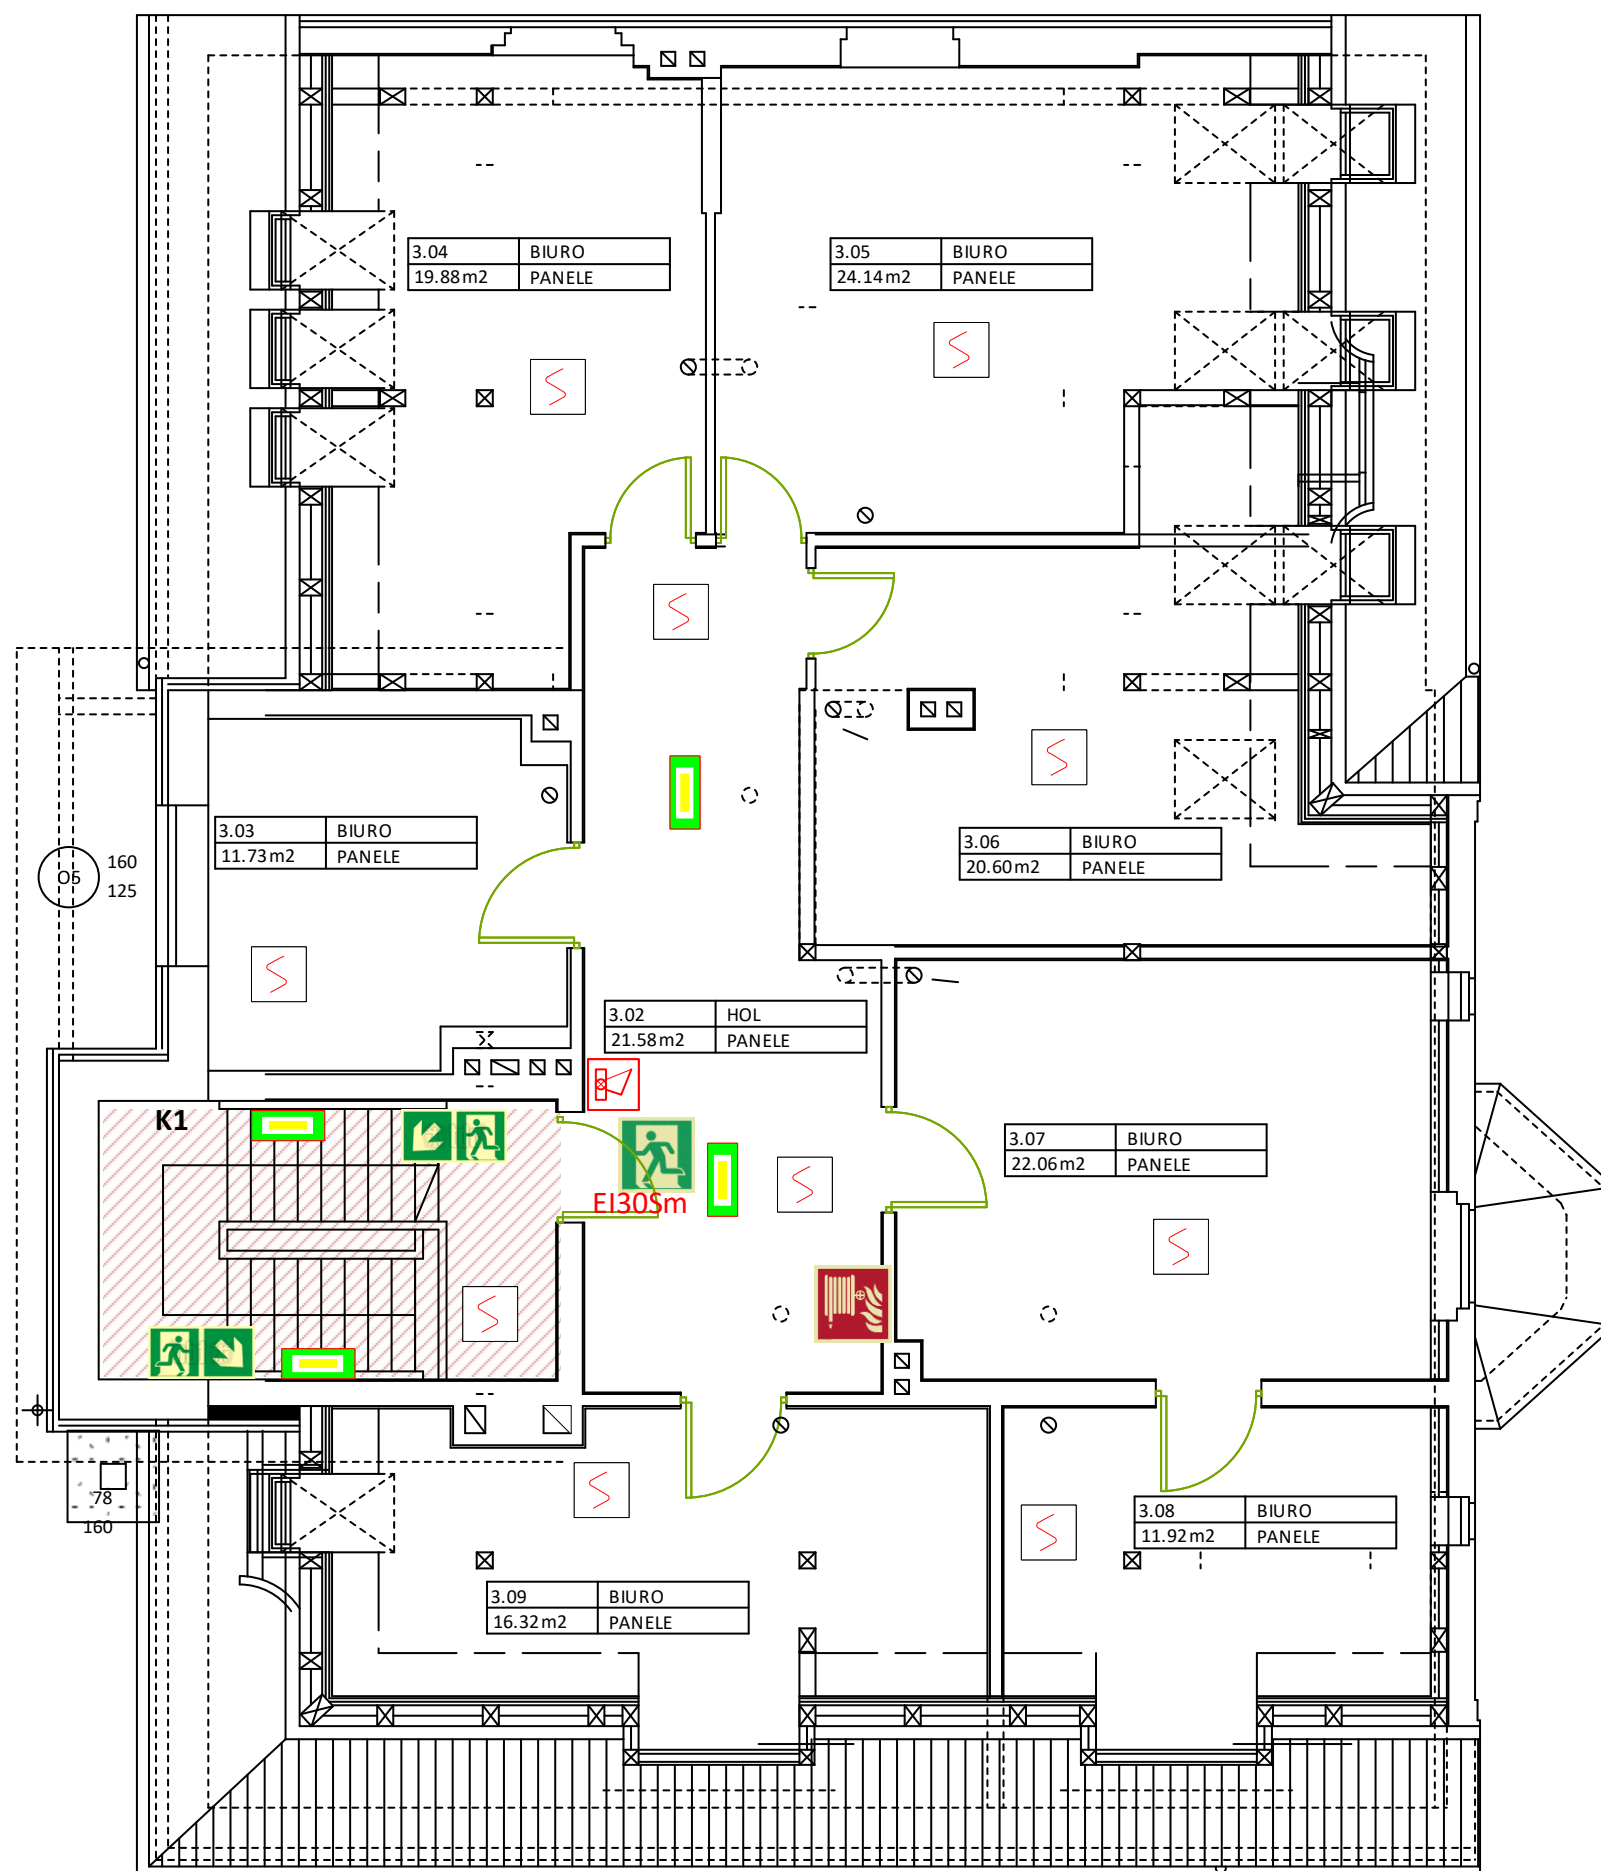 3.04 BIURO
19.88m2 PANELE
3.05 BIURO
24.14m2 PANELE
3.03 BIURO
11.73m2 PANELE
O5
160
125
3.06 BIURO
20.60m2 PANELE
3.02 HOL
21.58m2 PANELE
K1
3.07 BIURO
22.06m2 PANELE
EI30Sm
78
160
3.08 BIURO
11.92m2 PANELE
3.09 BIURO
16.32m2 PANELE